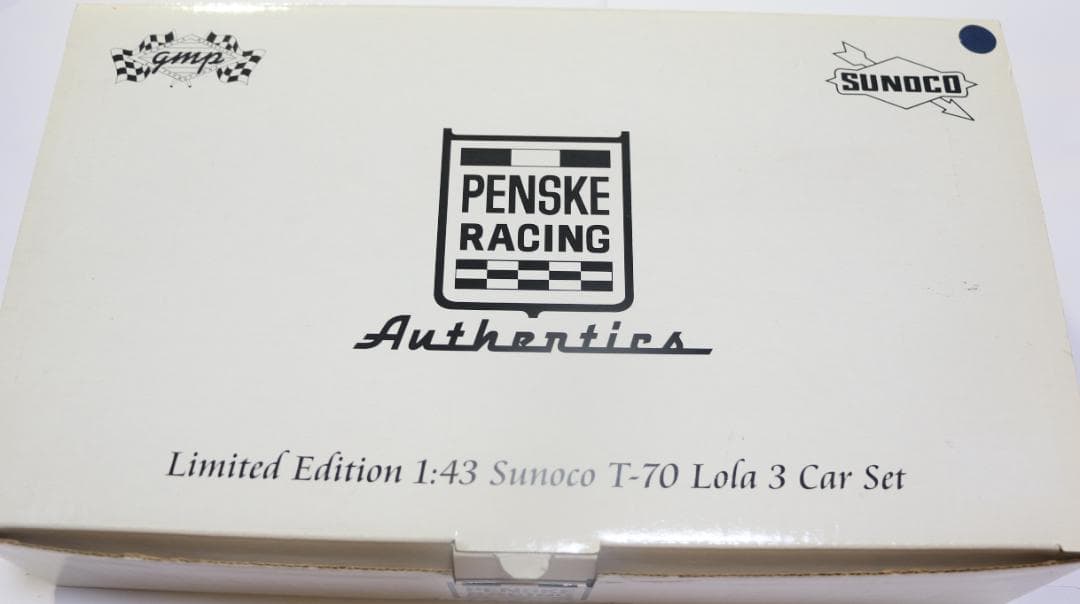 gmp
SUNOCO
PENSKE
RACING
Authentics
Limited Edition 1:43 Sunoco T-70 Lola 3 Car Set